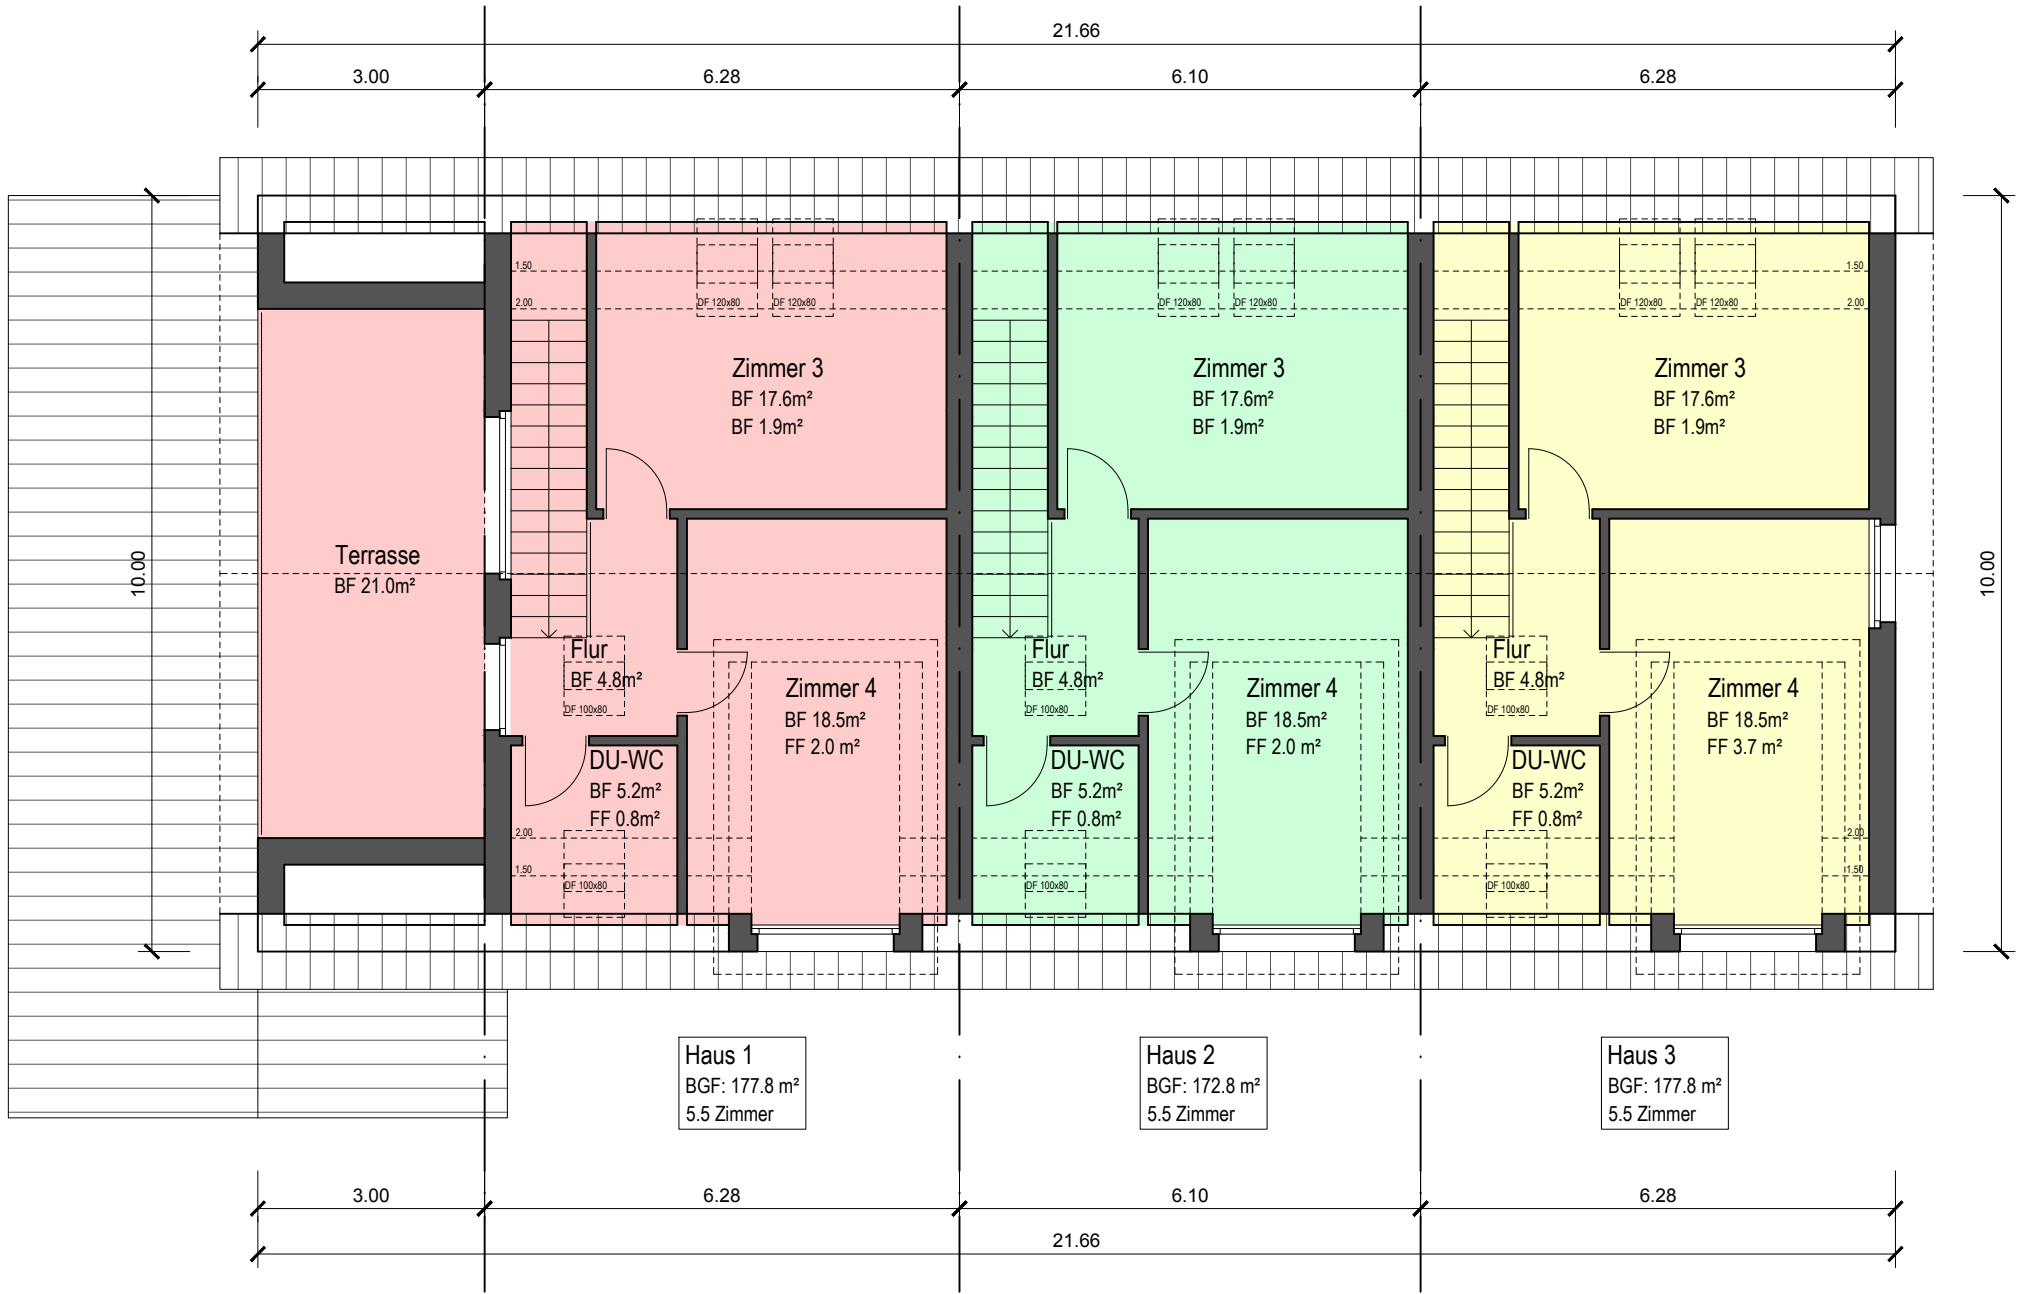 21.66
3.00
6.28
6.10
6.28
10.00
10.00
1.50
2.00
DF 120x80
DF 120x80
DF 120x80
DF 120x80
DF 120x80
DF 120x80
1.50
2.00
Zimmer 3
BF 17.6m²
BF 1.9m²
Zimmer 3
BF 17.6m²
BF 1.9m²
Zimmer 3
BF 17.6m²
BF 1.9m²
Terrasse
BF 21.0m²
Flur
BF 4.8m²
DF 100x80
Zimmer 4
BF 18.5m²
FF 2.0 m²
Flur
BF 4.8m²
DF 100x80
Zimmer 4
BF 18.5m²
FF 2.0 m²
Flur
BF 4.8m²
DF 100x80
Zimmer 4
BF 18.5m²
FF 3.7 m²
DU-WC
BF 5.2m²
FF 0.8m²
DU-WC
BF 5.2m²
FF 0.8m²
DU-WC
BF 5.2m²
FF 0.8m²
2.00
1.50
DF 100x80
DF 100x80
DF 100x80
2.00
1.50
Haus 1
BGF: 177.8 m²
5.5 Zimmer
Haus 2
BGF: 172.8 m²
5.5 Zimmer
Haus 3
BGF: 177.8 m²
5.5 Zimmer
3.00
6.28
6.10
6.28
21.66